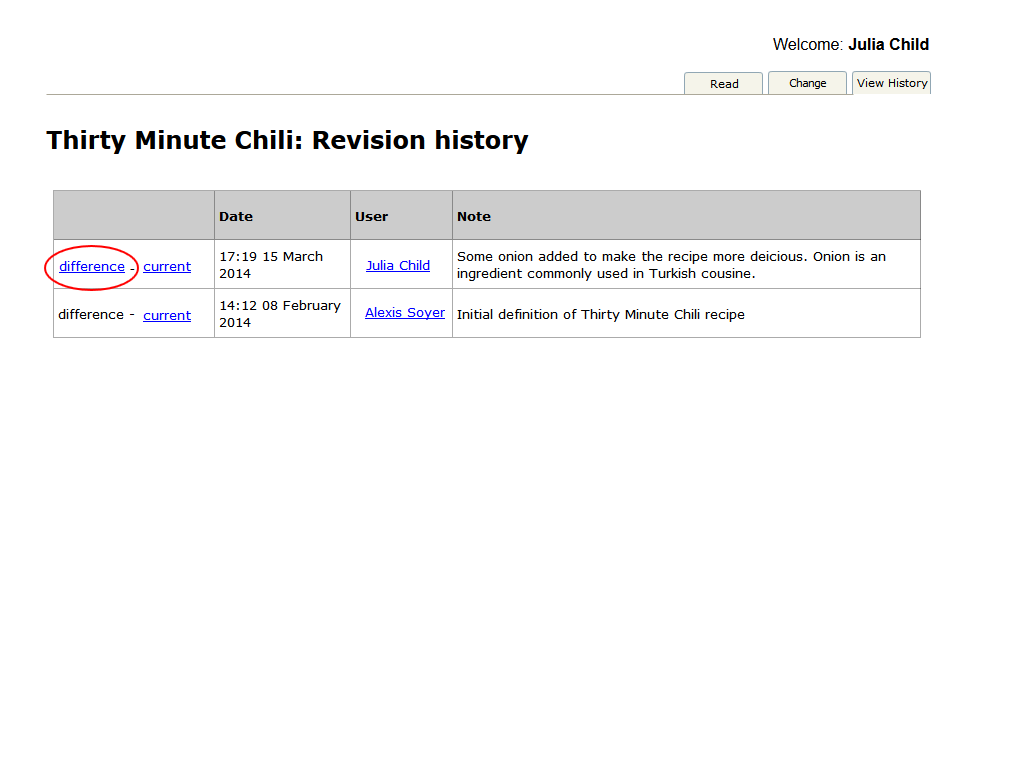 Welcome: Julia Child
Read Change View History
Thirty Minute Chili: Revision history
Date User Note
difference - current 17:19 15 March 2014 Julia Child Some onion added to make the recipe more deicious. Onion is an ingredient commonly used in Turkish cousine.
difference - current 14:12 08 February 2014 Alexis Soyer Initial definition of Thirty Minute Chili recipe